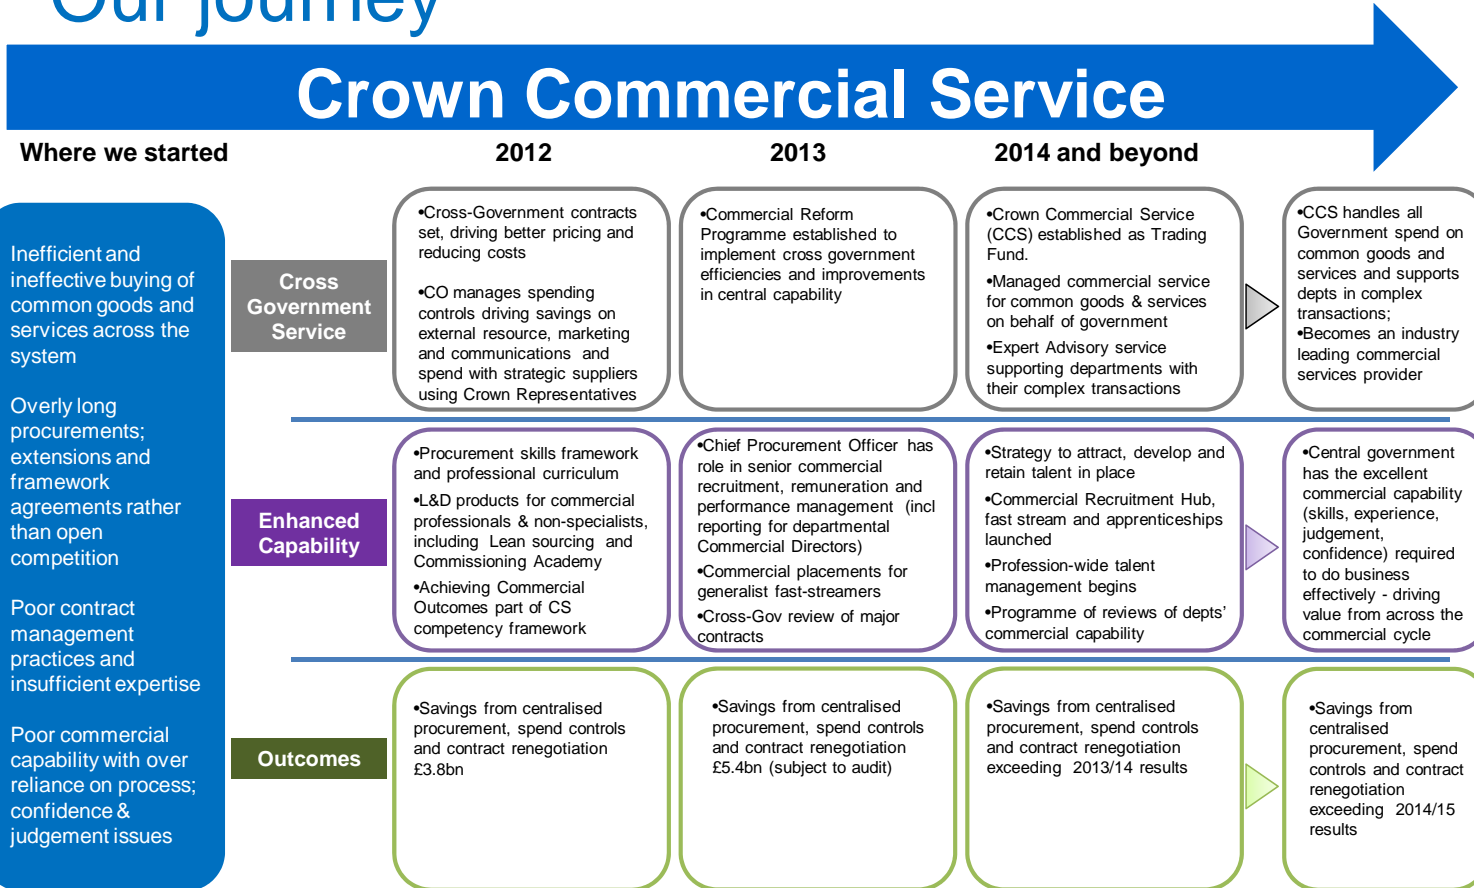 Our journey
Crown Commercial Service
Where we started
2012
2013
2014 and beyond
Inefficient and
ineffective buying of
common goods and
services across the
system
Overly long
procurements;
extensions and
framework
agreements rather
than open
competition
Poor contract
management
practices and
insufficient expertise
Poor commercial
capability with over
reliance on process;
confidence &
judgement issues
Cross
Government
Service
•Cross-Government contracts
set, driving better pricing and
reducing costs
•CO manages spending
controls driving savings on
external resource, marketing
and communications and
spend with strategic suppliers
using Crown Representatives
•Commercial Reform
Programme established to
implement cross government
efficiencies and improvements
in central capability
•Crown Commercial Service
(CCS) established as Trading
Fund.
•Managed commercial service
for common goods & services
on behalf of government
•Expert Advisory service
supporting departments with
their complex transactions
•CCS handles all
Government spend on
common goods and
services and supports
depts in complex
transactions;
•Becomes an industry
leading commercial
services provider
Enhanced
Capability
•Procurement skills framework
and professional curriculum
•L&D products for commercial
professionals & non-specialists,
including Lean sourcing and
Commissioning Academy
•Achieving Commercial
Outcomes part of CS
competency framework
•Chief Procurement Officer has
role in senior commercial
recruitment, remuneration and
performance management (incl
reporting for departmental
Commercial Directors)
•Commercial placements for
generalist fast-streamers
•Cross-Gov review of major
contracts
•Strategy to attract, develop and
retain talent in place
•Commercial Recruitment Hub,
fast stream and apprenticeships
launched
•Profession-wide talent
management begins
•Programme of reviews of depts'
commercial capability
•Central government
has the excellent
commercial capability
(skills, experience,
judgement,
confidence) required
to do business
effectively - driving
value from across the
commercial cycle
Outcomes
•Savings from centralised
procurement, spend controls
and contract renegotiation
£3.8bn
•Savings from centralised
procurement, spend controls
and contract renegotiation
£5.4bn (subject to audit)
•Savings from centralised
procurement, spend controls
and contract renegotiation
exceeding 2013/14 results
•Savings from
centralised
procurement, spend
controls and contract
renegotiation
exceeding 2014/15
results